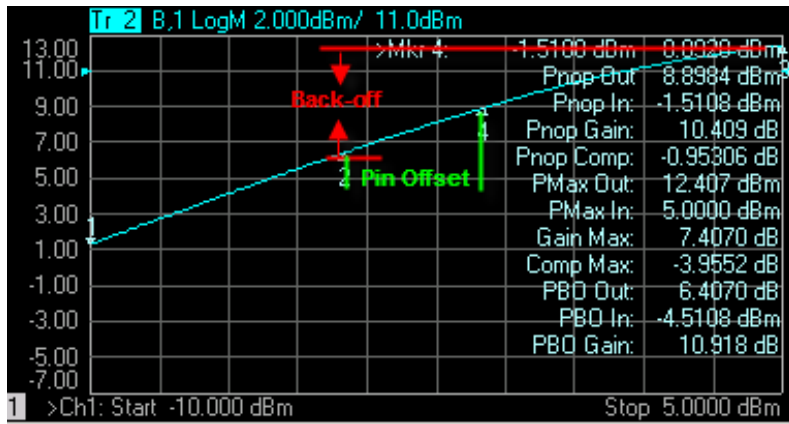 Tr 2 B,1 LogM 2.000dBm/ 11.0dBm
13.00
>Mkr 4: -1.5100 dBm 8.8920 dBm
11.00
Pnop Out 8.8984 dBm
3
Back-off
9.00
Pnop In: -1.5108 dBm
4
Pnop Gain: 10.409 dB
7.00
Pnop Comp: -0.95306 dB
2
Pin Offset
5.00
PMax Out: 12.407 dBm
3.00
PMax In: 5.0000 dBm
1
Gain Max: 7.4070 dB
1.00
Comp Max: -3.9552 dB
-1.00
PBO Out: 6.4070 dB
-3.00
PBO In: -4.5108 dBm
PBO Gain: 10.918 dB
-5.00
-7.00
1 >Ch1: Start -10.000 dBm Stop 5.0000 dBm